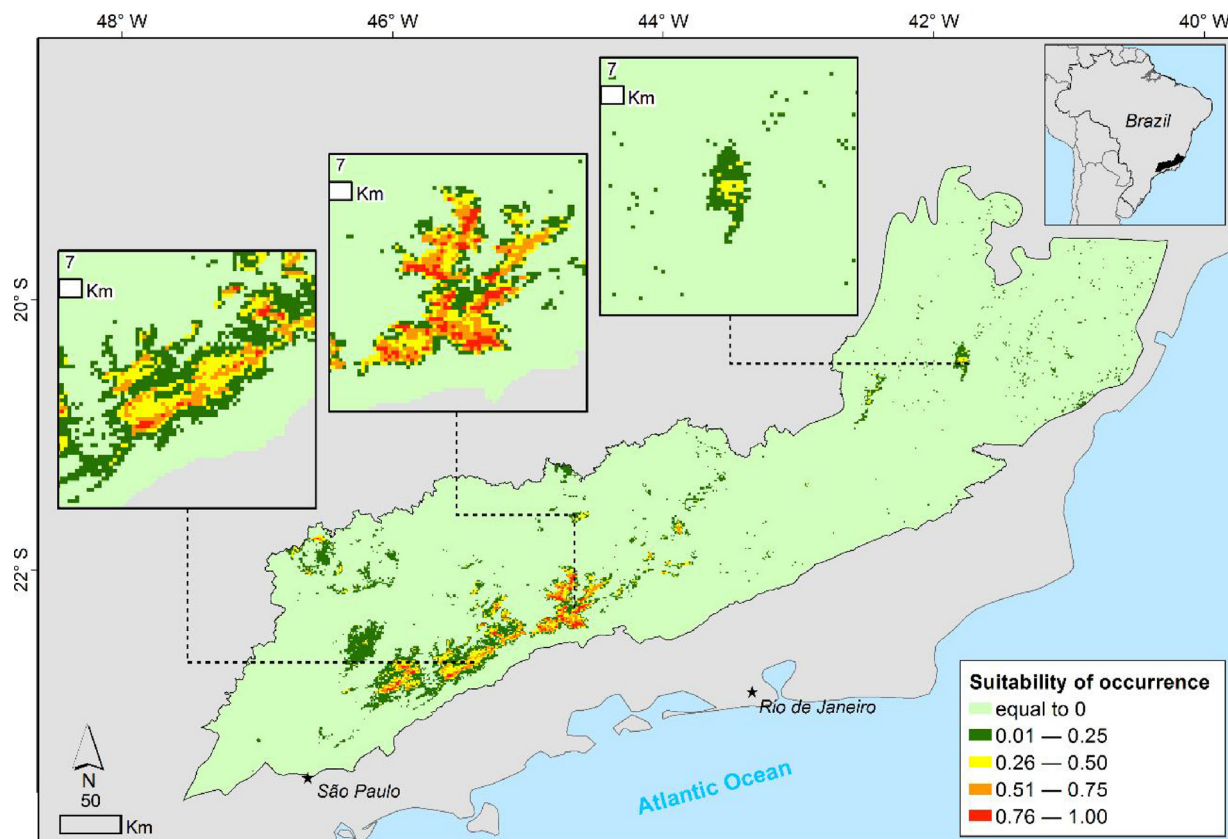 48° W
46° W
44° W
42° W
40° W
7
Km
Brazil
7
Km
7
Km
20° S
22° S
Rio de Janeiro
São Paulo
Atlantic Ocean
N
50
Km
Suitability of occurrence
equal to 0
0.01 — 0.25
0.26 — 0.50
0.51 — 0.75
0.76 — 1.00